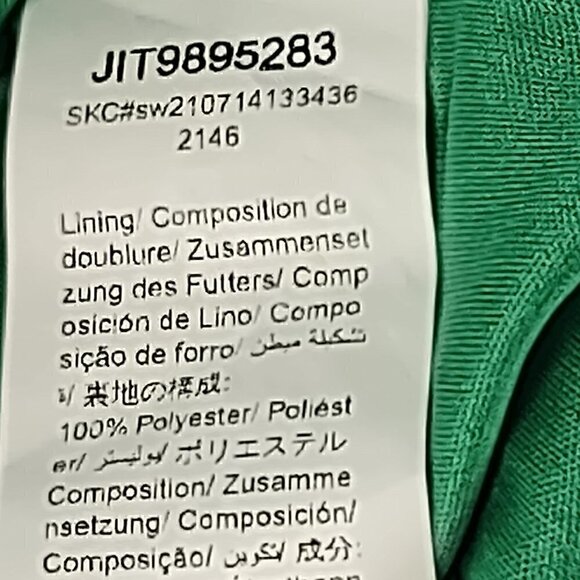 JIT9895283
SKC#sw210714133436
2146
Lining/ Composition de
doublure/ Zusammenset
zung des Futters/ Comp
osición de Lino/ Compo
sição de forro/ تشكيلة مبطن
ة/ 裏地の構成:
100% Polyester/ Poliést
er/ بوليستر/ ポリエステル
Composition/ Zusamme
nsetzung/ Composición/
Composição/ تكوين/ 成分: